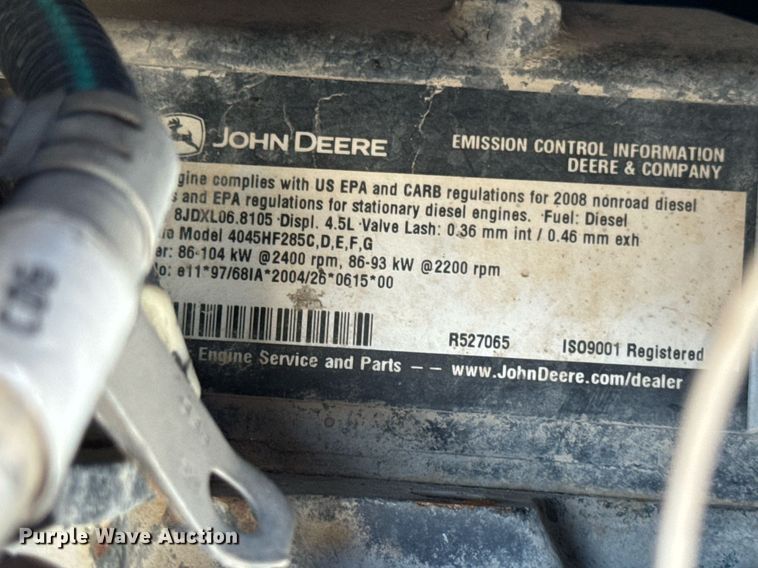 JOHN DEERE
EMISSION CONTROL INFORMATION
DEERE & COMPANY
gine complies with US EPA and CARB regulations for 2008 nonroad diesel
s and EPA regulations for stationary diesel engines. Fuel: Diesel
8JDXL06.8105 Displ. 4.5L Valve Lash: 0.36 mm int / 0.46 mm exh
e Model 4045HF285C,D,E,F,G
er: 86-104 kW @2400 rpm, 86-93 kW @2200 rpm
lo: e11*97/68IA*2004/26*0615*00
R527065 ISO9001 Registered
Engine Service and Parts -- www.JohnDeere.com/dealer
C06
Purple Wave Auction